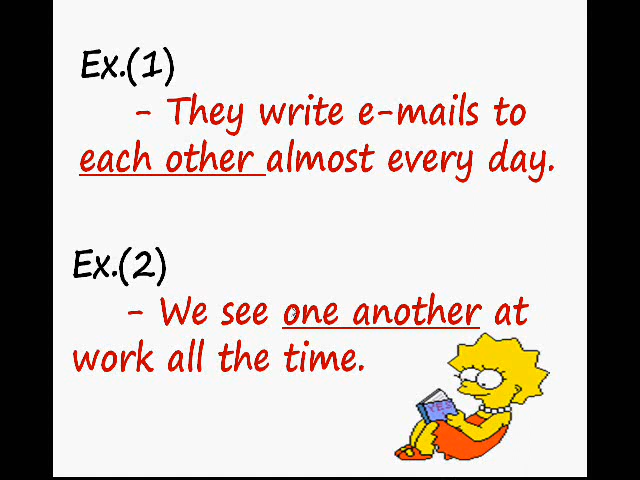 Ex.(1)
- They write e-mails to
each other almost every day.
Ex.(2)
- We see one another at
work all the time.
YES